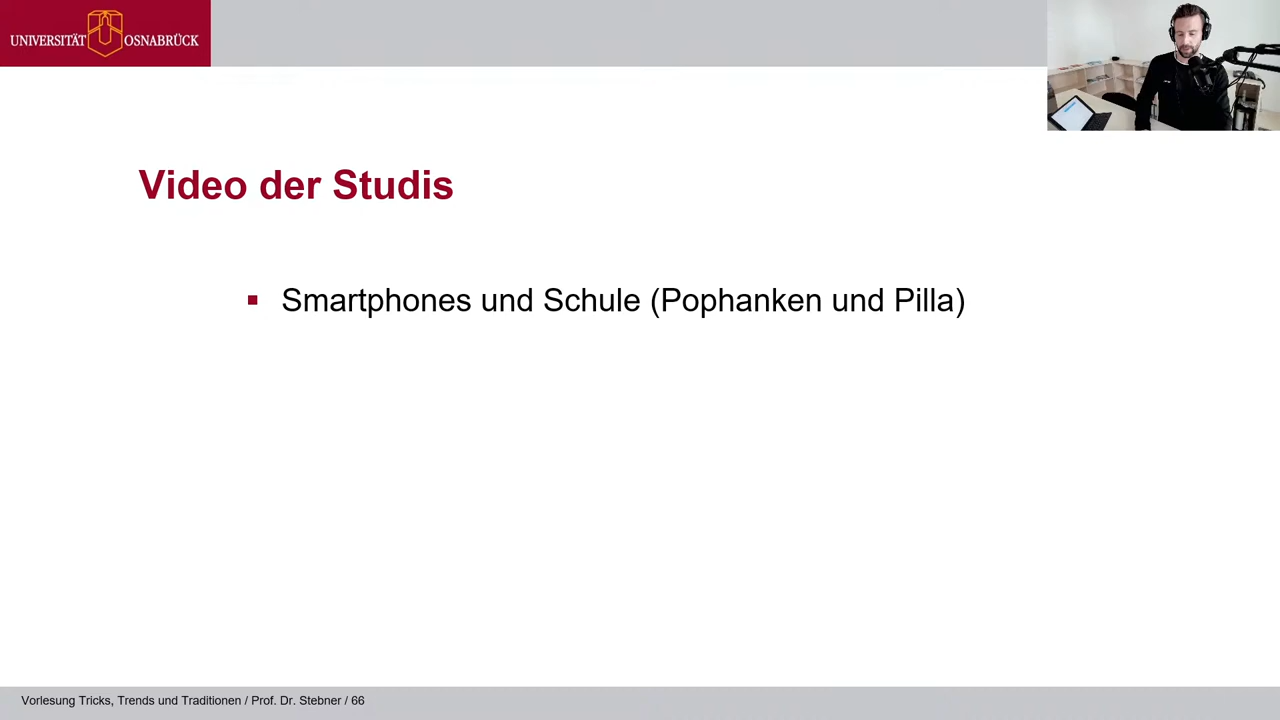 UNIVERSITÄT OSNABRÜCK
Video der Studis
Smartphones und Schule (Pophanken und Pilla)
Vorlesung Tricks, Trends und Traditionen / Prof. Dr. Stebner / 66